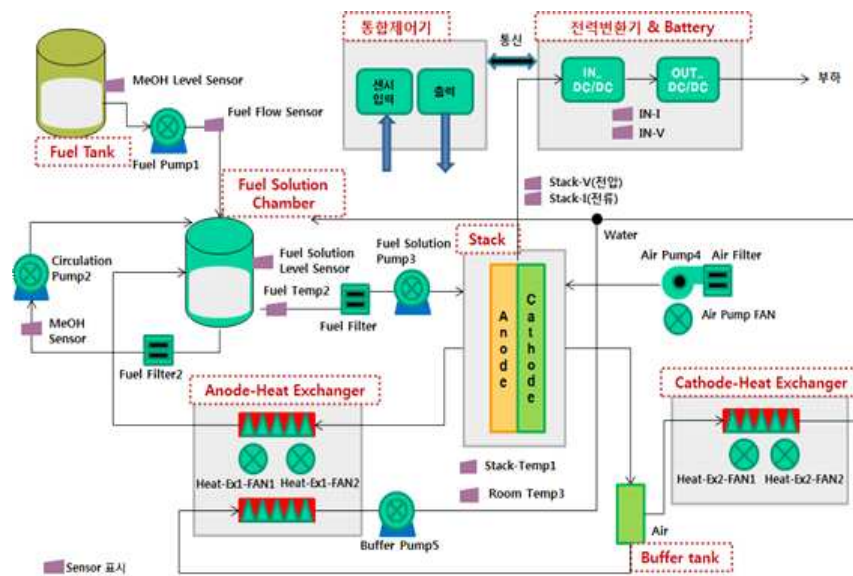 통합제어기
전력변환기 & Battery
통신
센서
입력
출력
IN_
DC/DC
OUT_
DC/DC
부하
IN-I
IN-V
MeOH Level Sensor
Fuel Flow Sensor
Fuel Tank
Fuel Pump1
Fuel Solution
Chamber
Stack-V(전압)
Stack-I(전류)
Water
Stack
Circulation
Pump2
Fuel Solution
Level Sensor
Fuel Solution
Pump3
Air Pump4
Air Filter
Fuel Temp2
Fuel Filter
Air Pump FAN
MeOH
Sensor
Fuel Filter2
Anode
Cathode
Anode-Heat Exchanger
Cathode-Heat Exchanger
Heat-Ex1-FAN1
Heat-Ex1-FAN2
Stack-Temp1
Room Temp3
Heat-Ex2-FAN1
Heat-Ex2-FAN2
Buffer Pump5
Air
Buffer tank
Sensor 표시